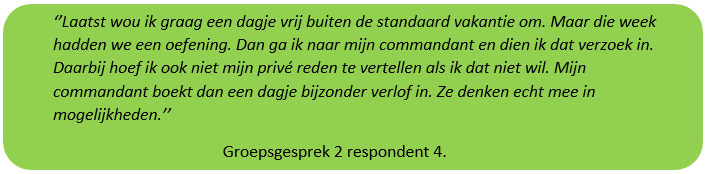 ‘’Laatst wou ik graag een dagje vrij buiten de standaard vakantie om. Maar die week
hadden we een oefening. Dan ga ik naar mijn commandant en dien ik dat verzoek in.
Daarbij hoef ik ook niet mijn privé reden te vertellen als ik dat niet wil. Mijn
commandant boekt dan een dagje bijzonder verlof in. Ze denken echt mee in
mogelijkheden.’’
Groepsgesprek 2 respondent 4.